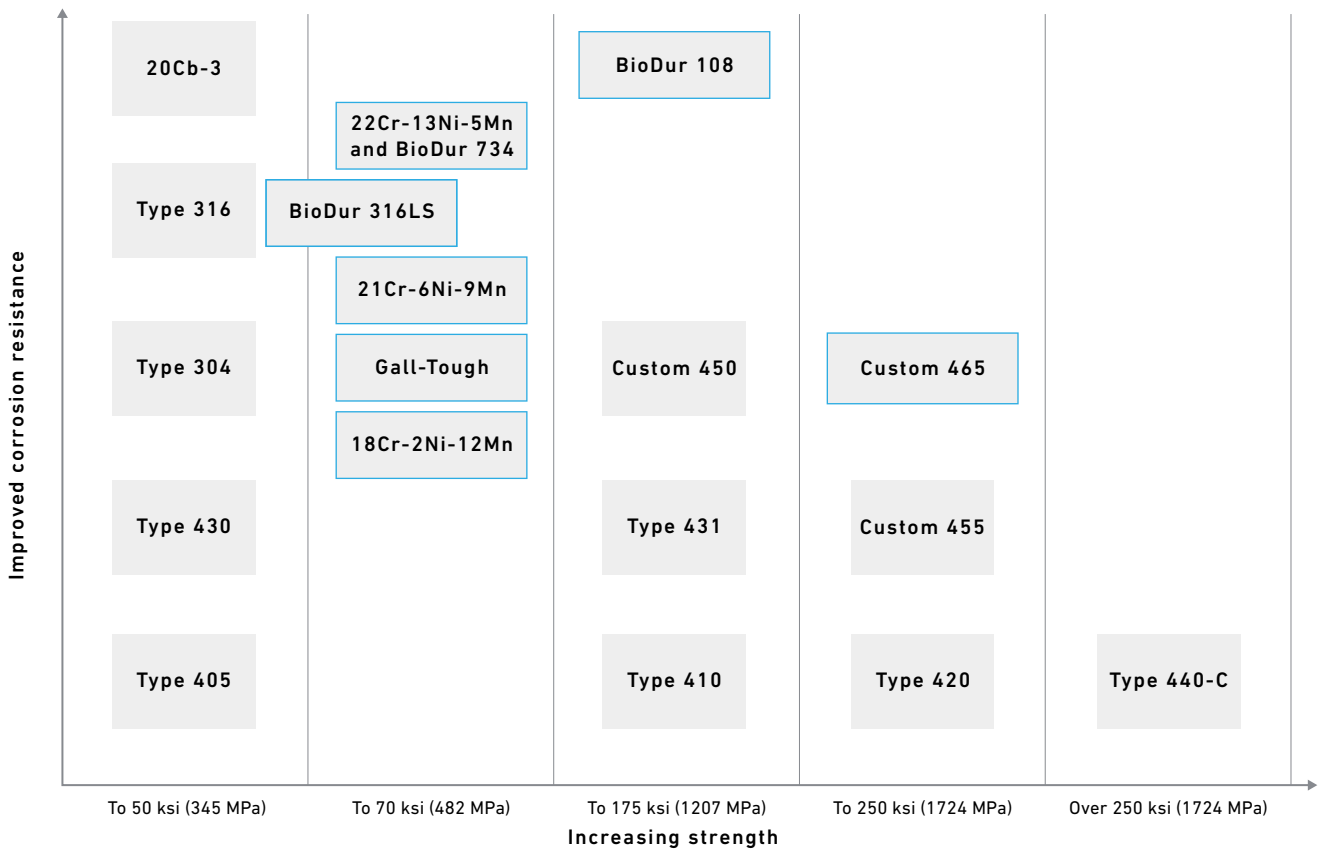 Improved corrosion resistance
20Cb-3
BioDur 108
22Cr-13Ni-5Mn
and BioDur 734
Type 316
BioDur 316LS
21Cr-6Ni-9Mn
Type 304
Gall-Tough
Custom 450
Custom 465
18Cr-2Ni-12Mn
Type 430
Type 431
Custom 455
Type 405
Type 410
Type 420
Type 440-C
To 50 ksi (345 MPa)
To 70 ksi (482 MPa)
To 175 ksi (1207 MPa)
To 250 ksi (1724 MPa)
Over 250 ksi (1724 MPa)
Increasing strength